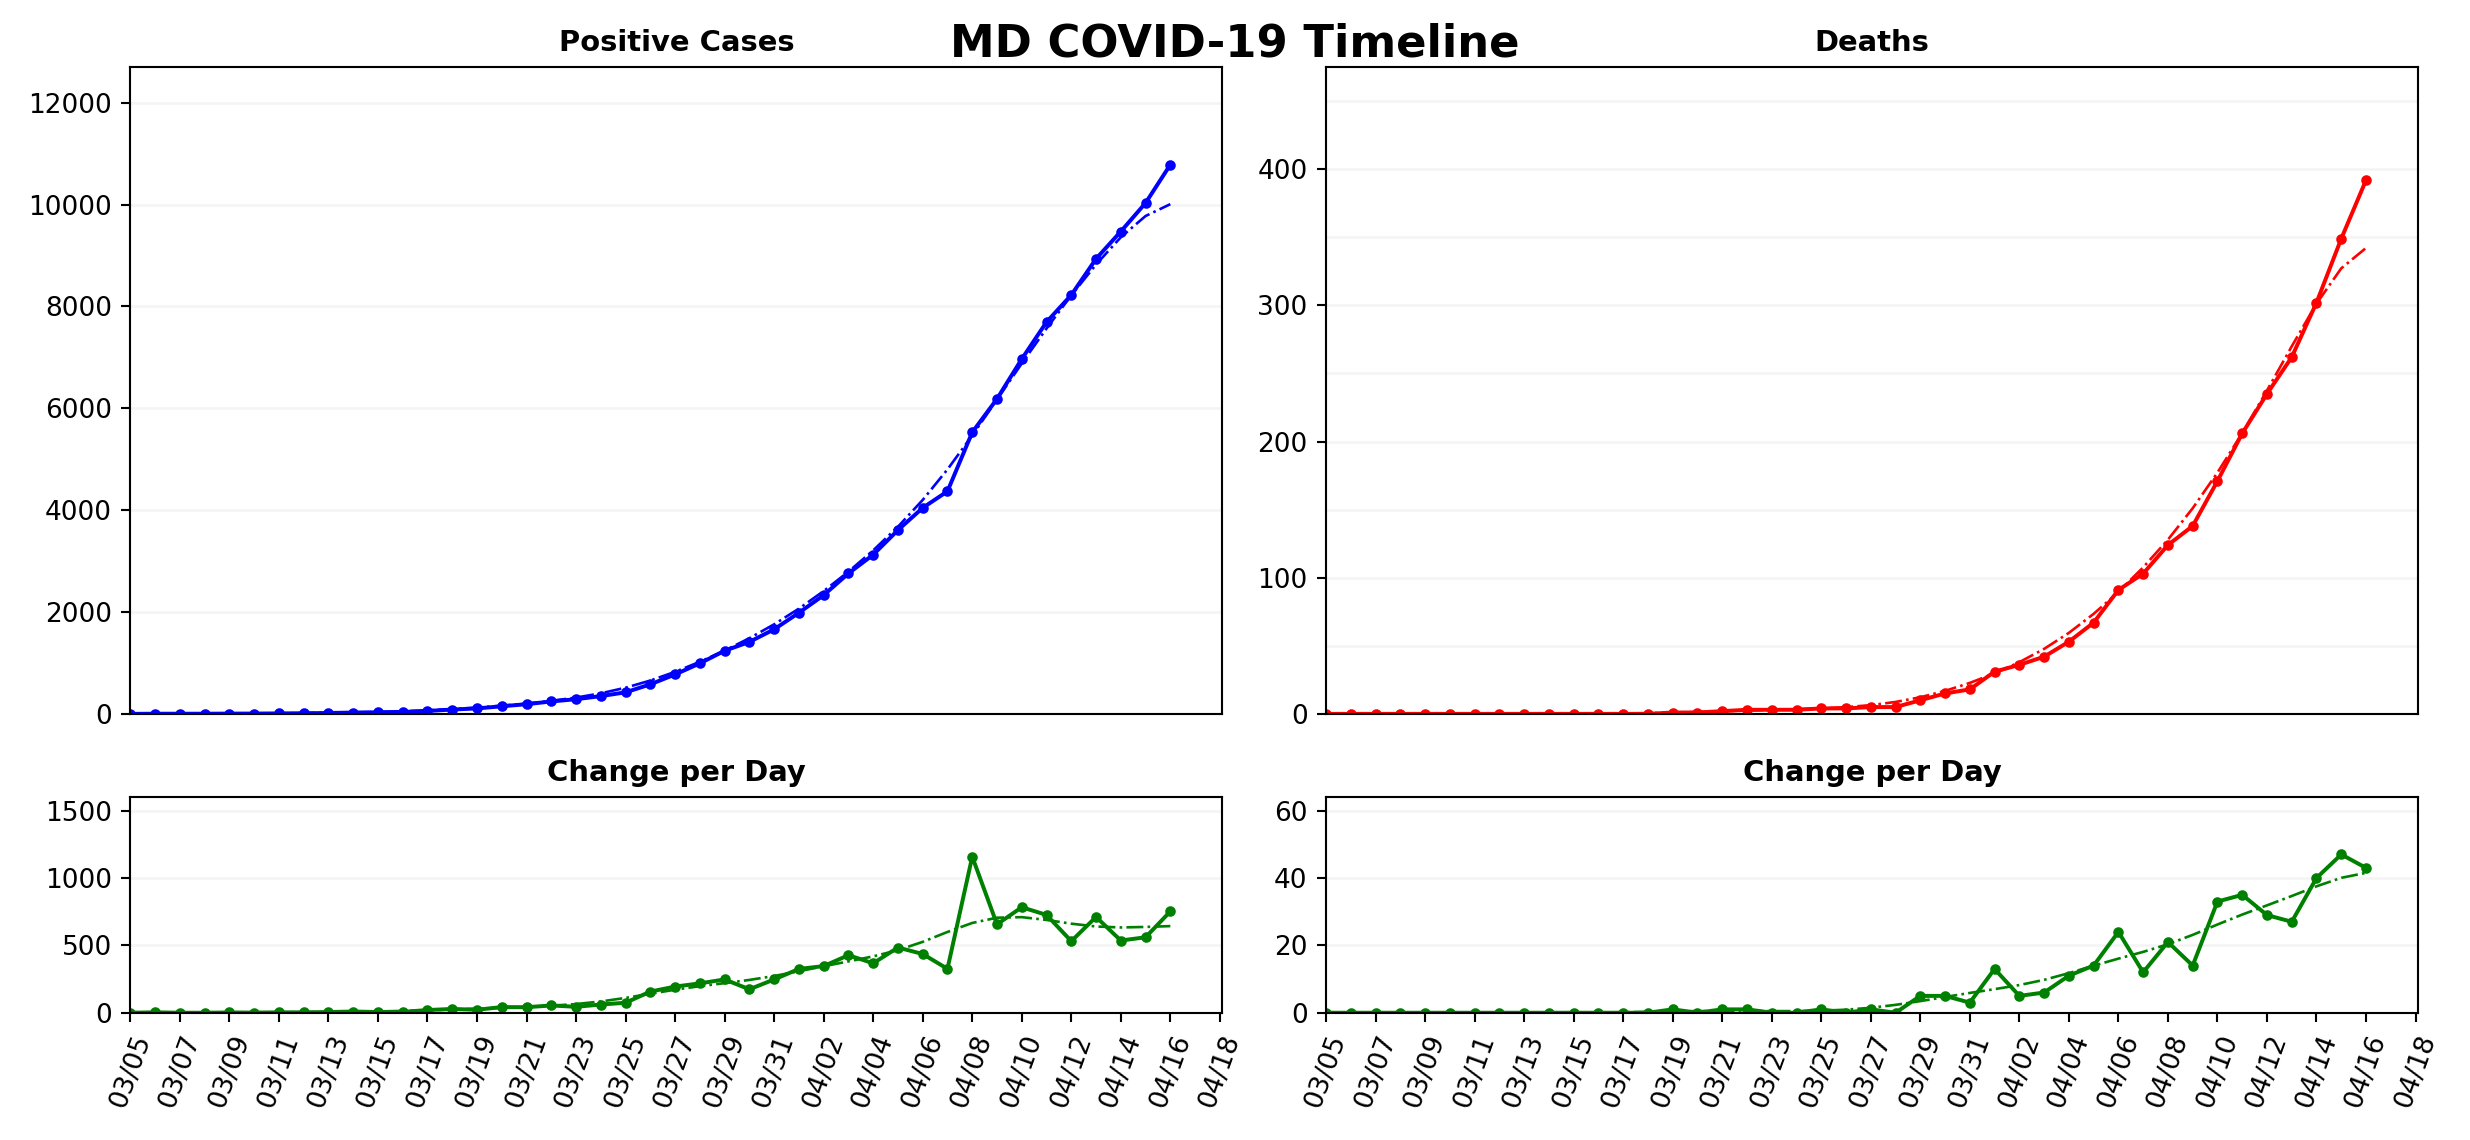 MD COVID-19 Timeline
Positive Cases
12000
10000
8000
6000
4000
2000
0
Deaths
400
300
200
100
0
Change per Day
1500
1000
500
0
03/05 03/07 03/09 03/11 03/13 03/15 03/17 03/19 03/21 03/23 03/25 03/27 03/29 03/31 04/02 04/04 04/06 04/08 04/10 04/12 04/14 04/16 04/18
Change per Day
60
40
20
0
03/05 03/07 03/09 03/11 03/13 03/15 03/17 03/19 03/21 03/23 03/25 03/27 03/29 03/31 04/02 04/04 04/06 04/08 04/10 04/12 04/14 04/16 04/18